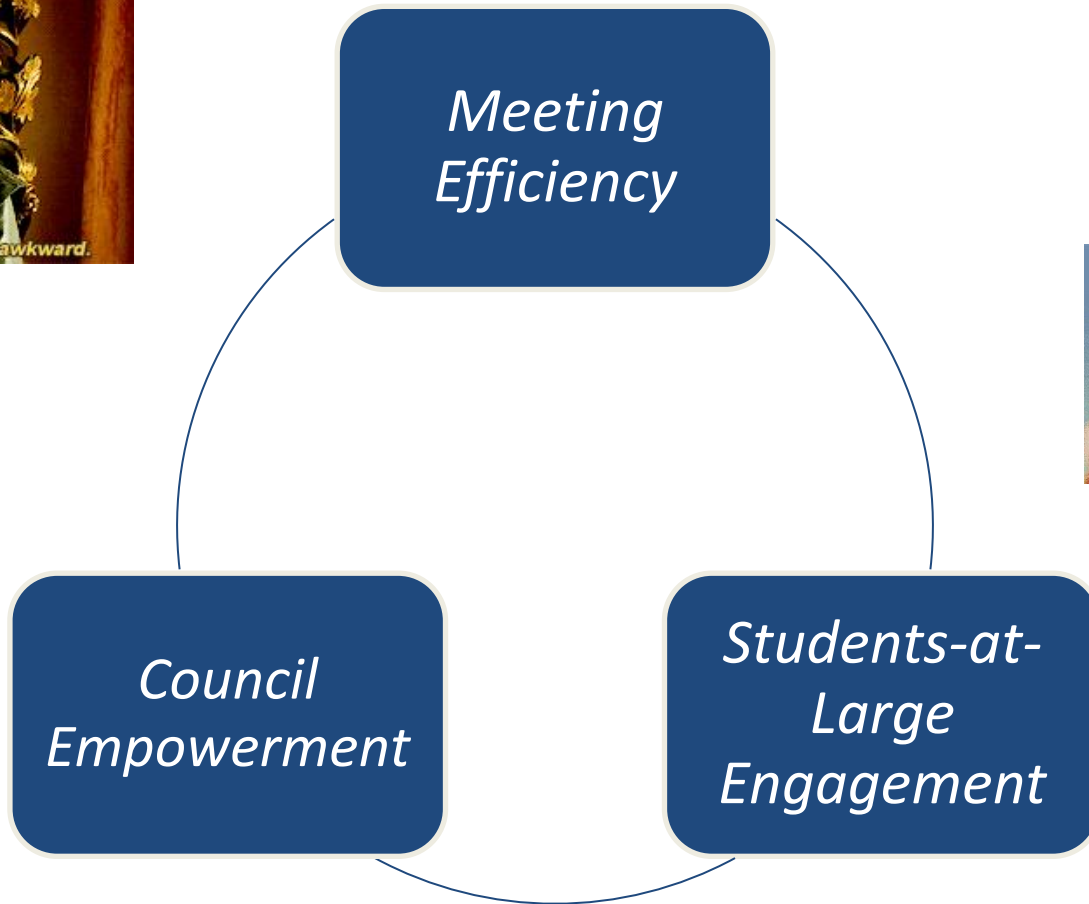 Meeting
Efficiency
awkward.
Council
Empowerment
Students-at-
Large
Engagement